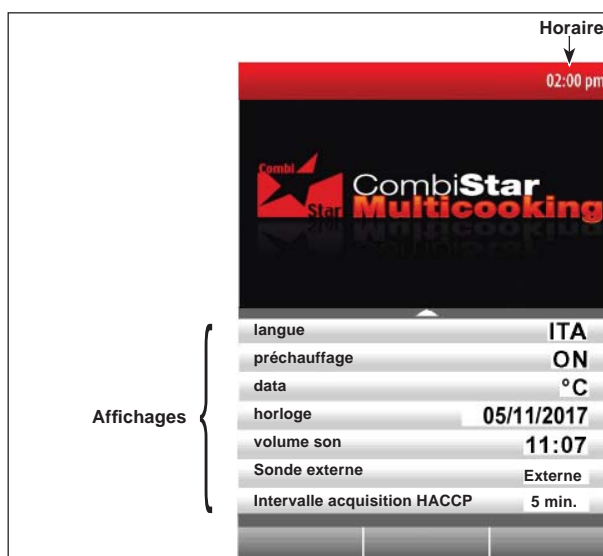 Horaire
02:00 pm
Combi
Star
CombiStar
Multicooking
Affichages
langue ITA
préchauffage ON
data °C
horloge 05/11/2017
volume son 11:07
Sonde externe Externe
Intervalle acquisition HACCP 5 min.